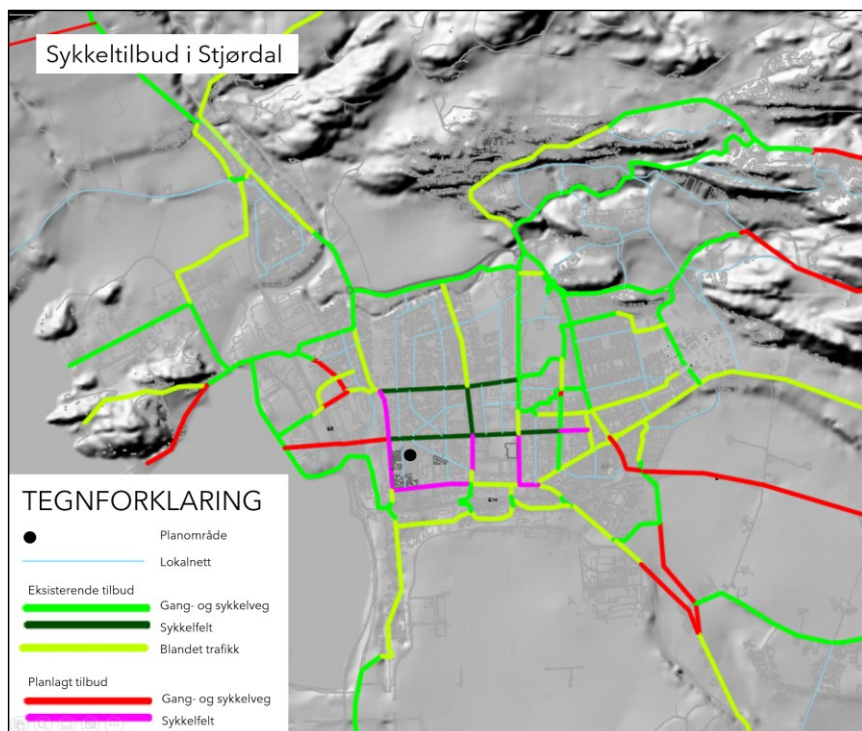 Sykkeltilbud i Stjørdal
TEGNFORKLARING
Planområde
Lokalnett
Eksisterende tilbud
Gang- og sykkelveg
Sykkelfelt
Blandet trafikk
Planlagt tilbud
Gang- og sykkelveg
Sykkelfelt